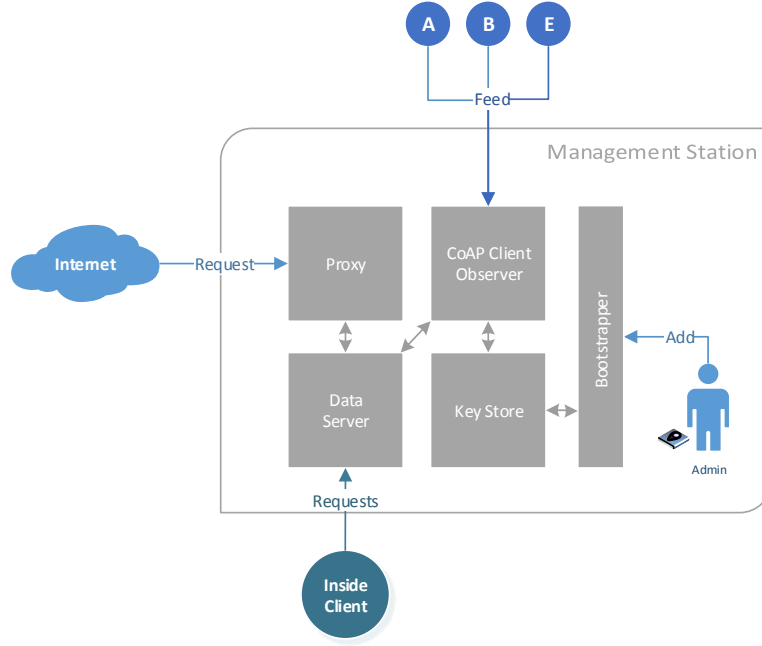 A
B
E
Feed
Management Station
Internet
Request
Proxy
CoAP Client
Observer
Bootstrapper
Add
Data
Server
Key Store
Admin
Requests
Inside
Client